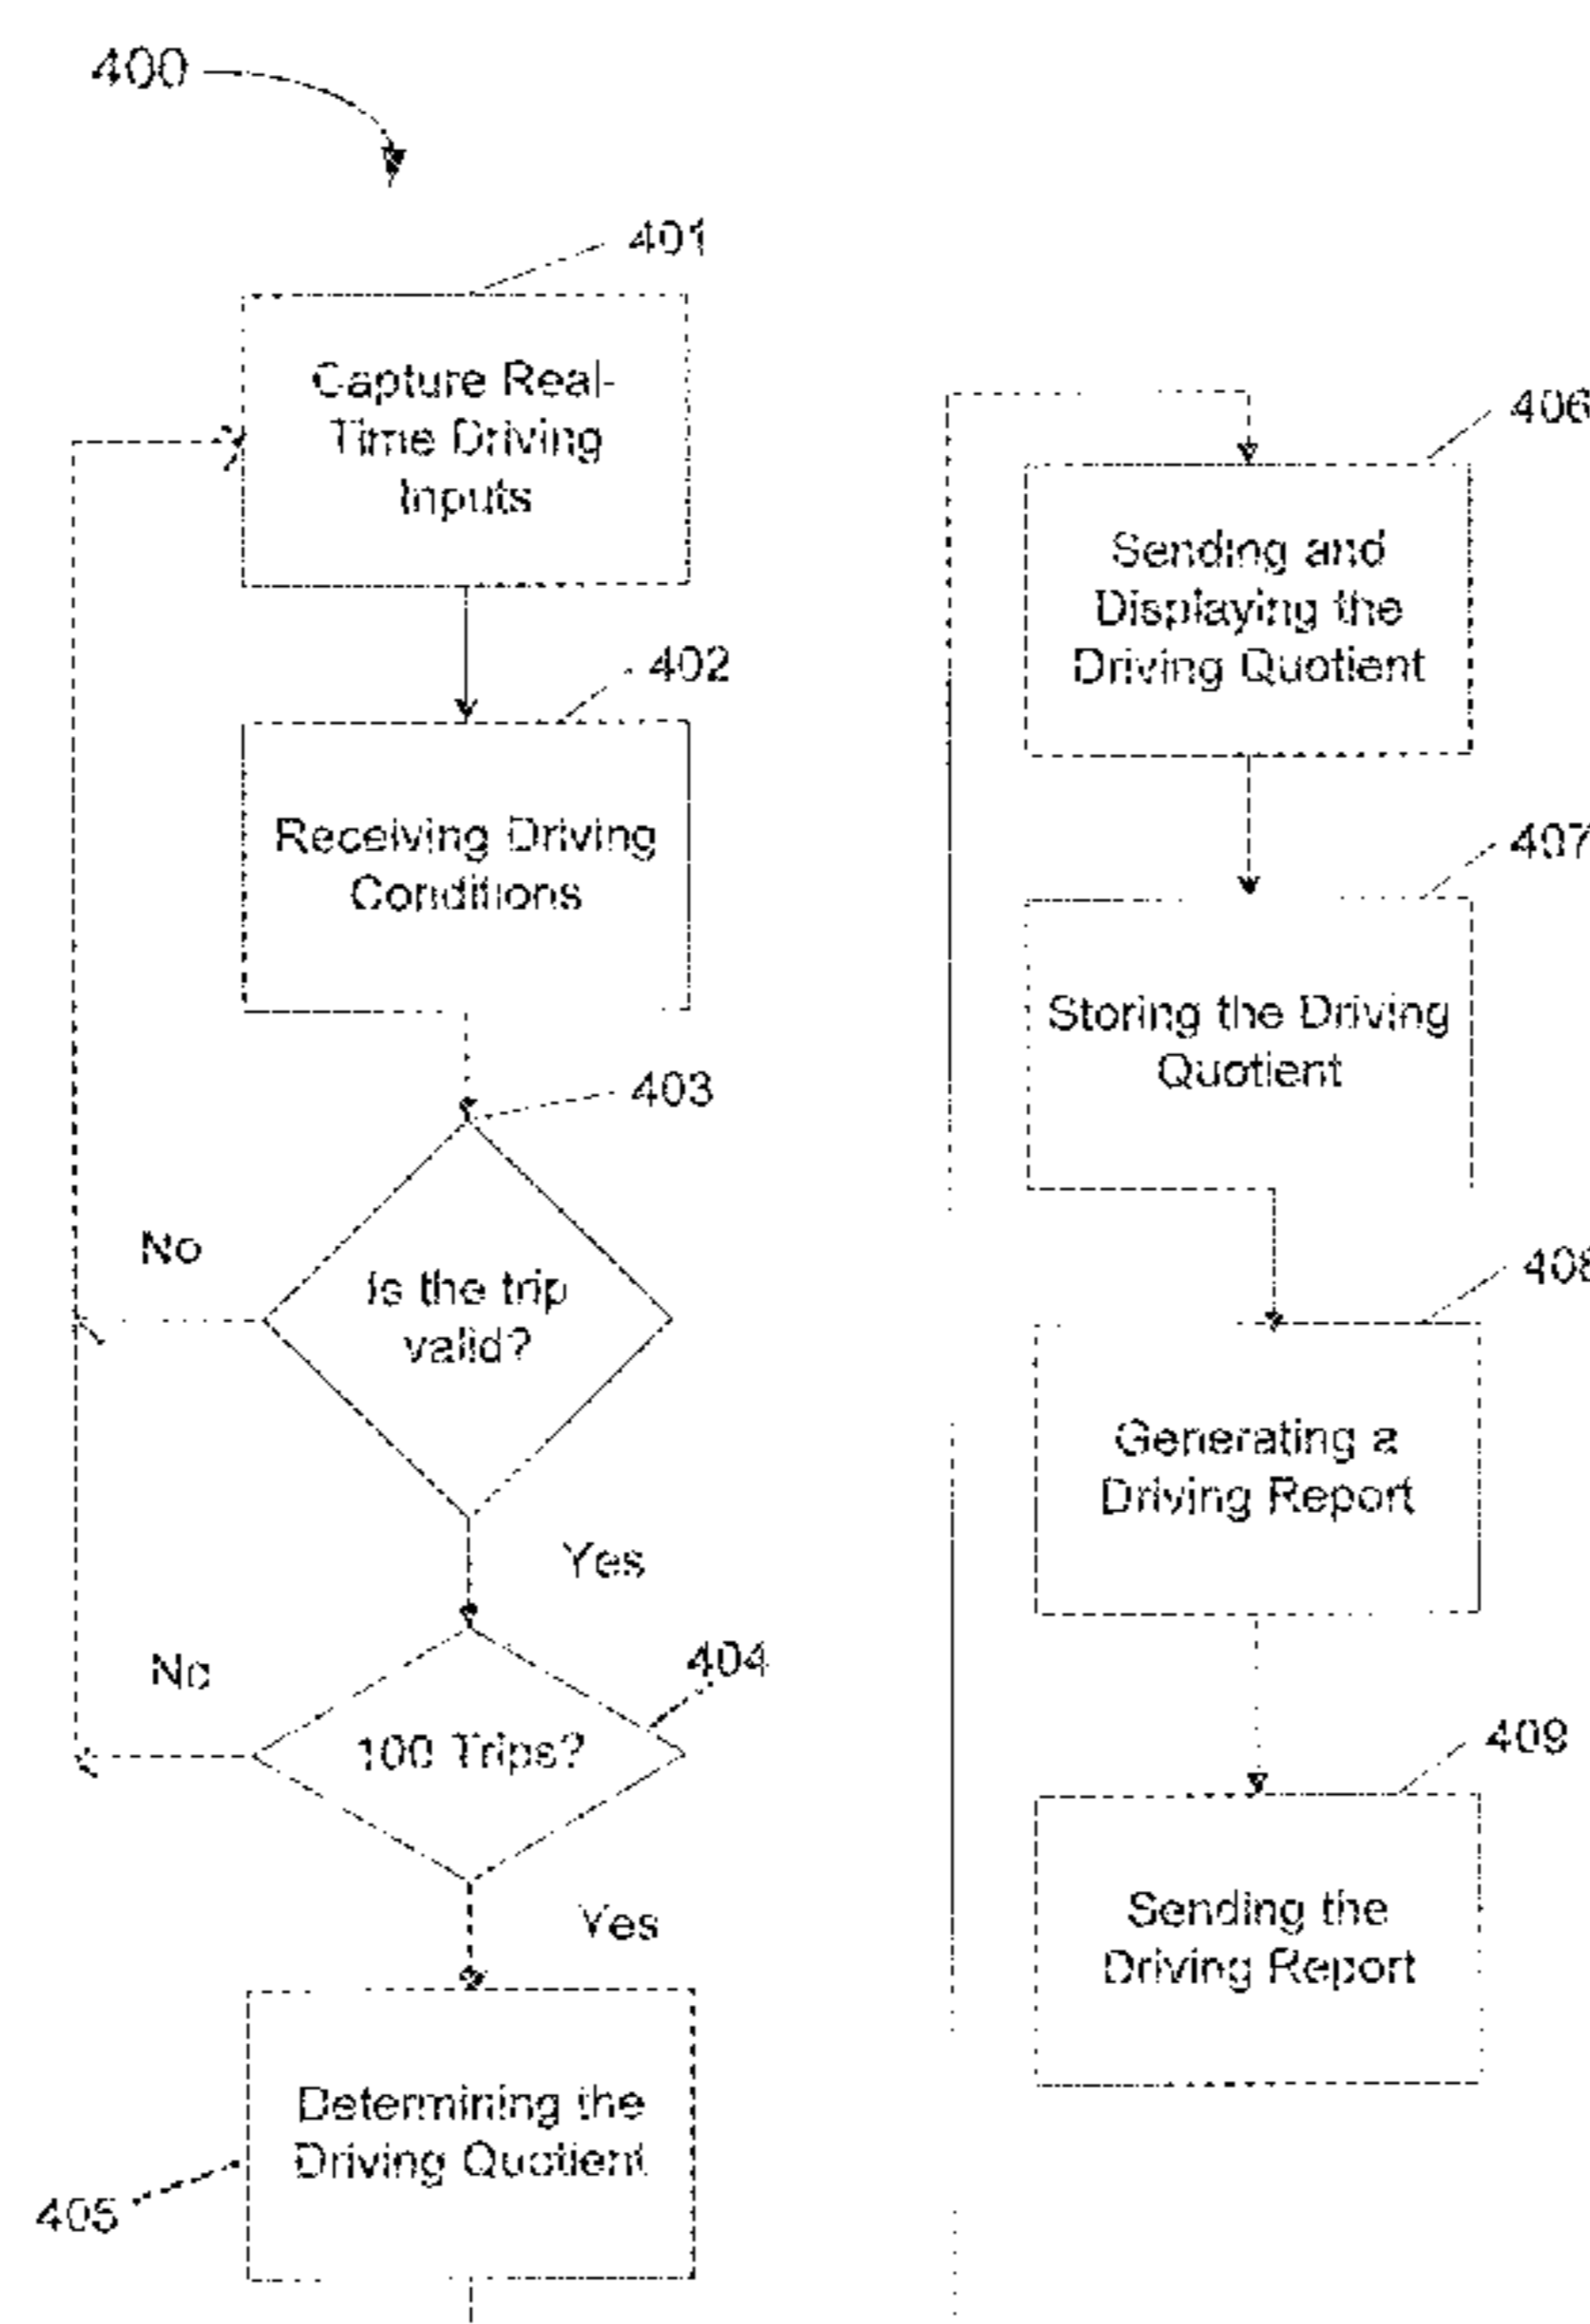 400
401
Capture Real-
Time Driving
Inputs
402
Receiving Driving
Conditions
403
No
Is the trip
valid?
Yes
No
404
100 Trips?
Yes
Determining the
Driving Quotient
405
406
Sending and
Displaying the
Driving Quotient
407
Storing the Driving
Quotient
408
Generating a
Driving Report
409
Sending the
Driving Report